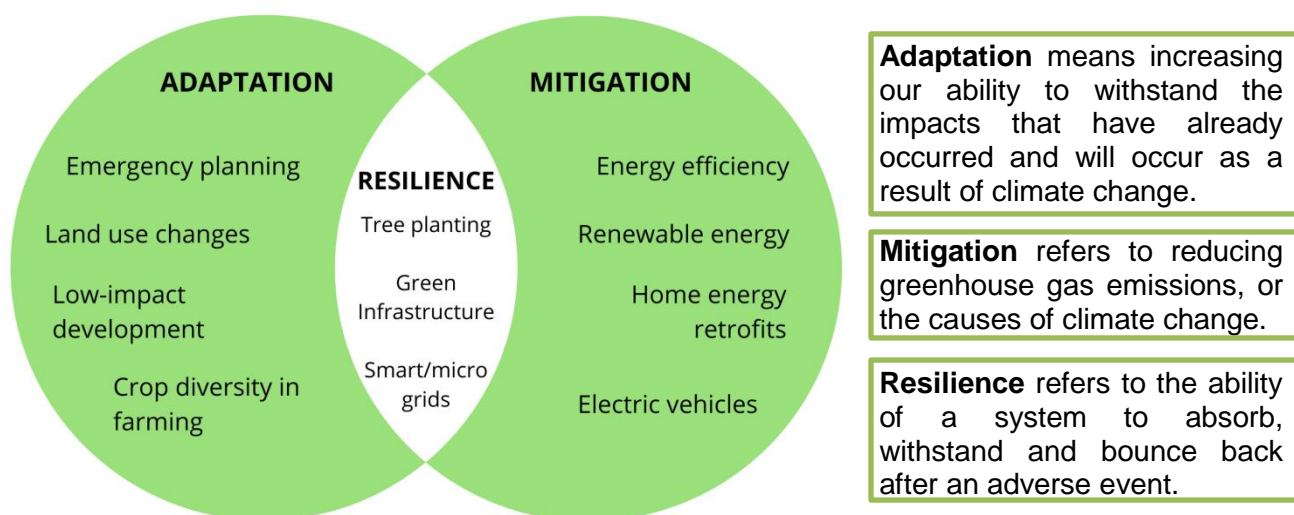 ADAPTATION
Emergency planning
Land use changes
Low-impact
development
Crop diversity in
farming
RESILIENCE
Tree planting
Green
Infrastructure
Smart/micro
grids
MITIGATION
Energy efficiency
Renewable energy
Home energy
retrofits
Electric vehicles
Adaptation means increasing
our ability to withstand the
impacts that have already
occurred and will occur as a
result of climate change.
Mitigation refers to reducing
greenhouse gas emissions, or
the causes of climate change.
Resilience refers to the ability
of a system to absorb,
withstand and bounce back
after an adverse event.